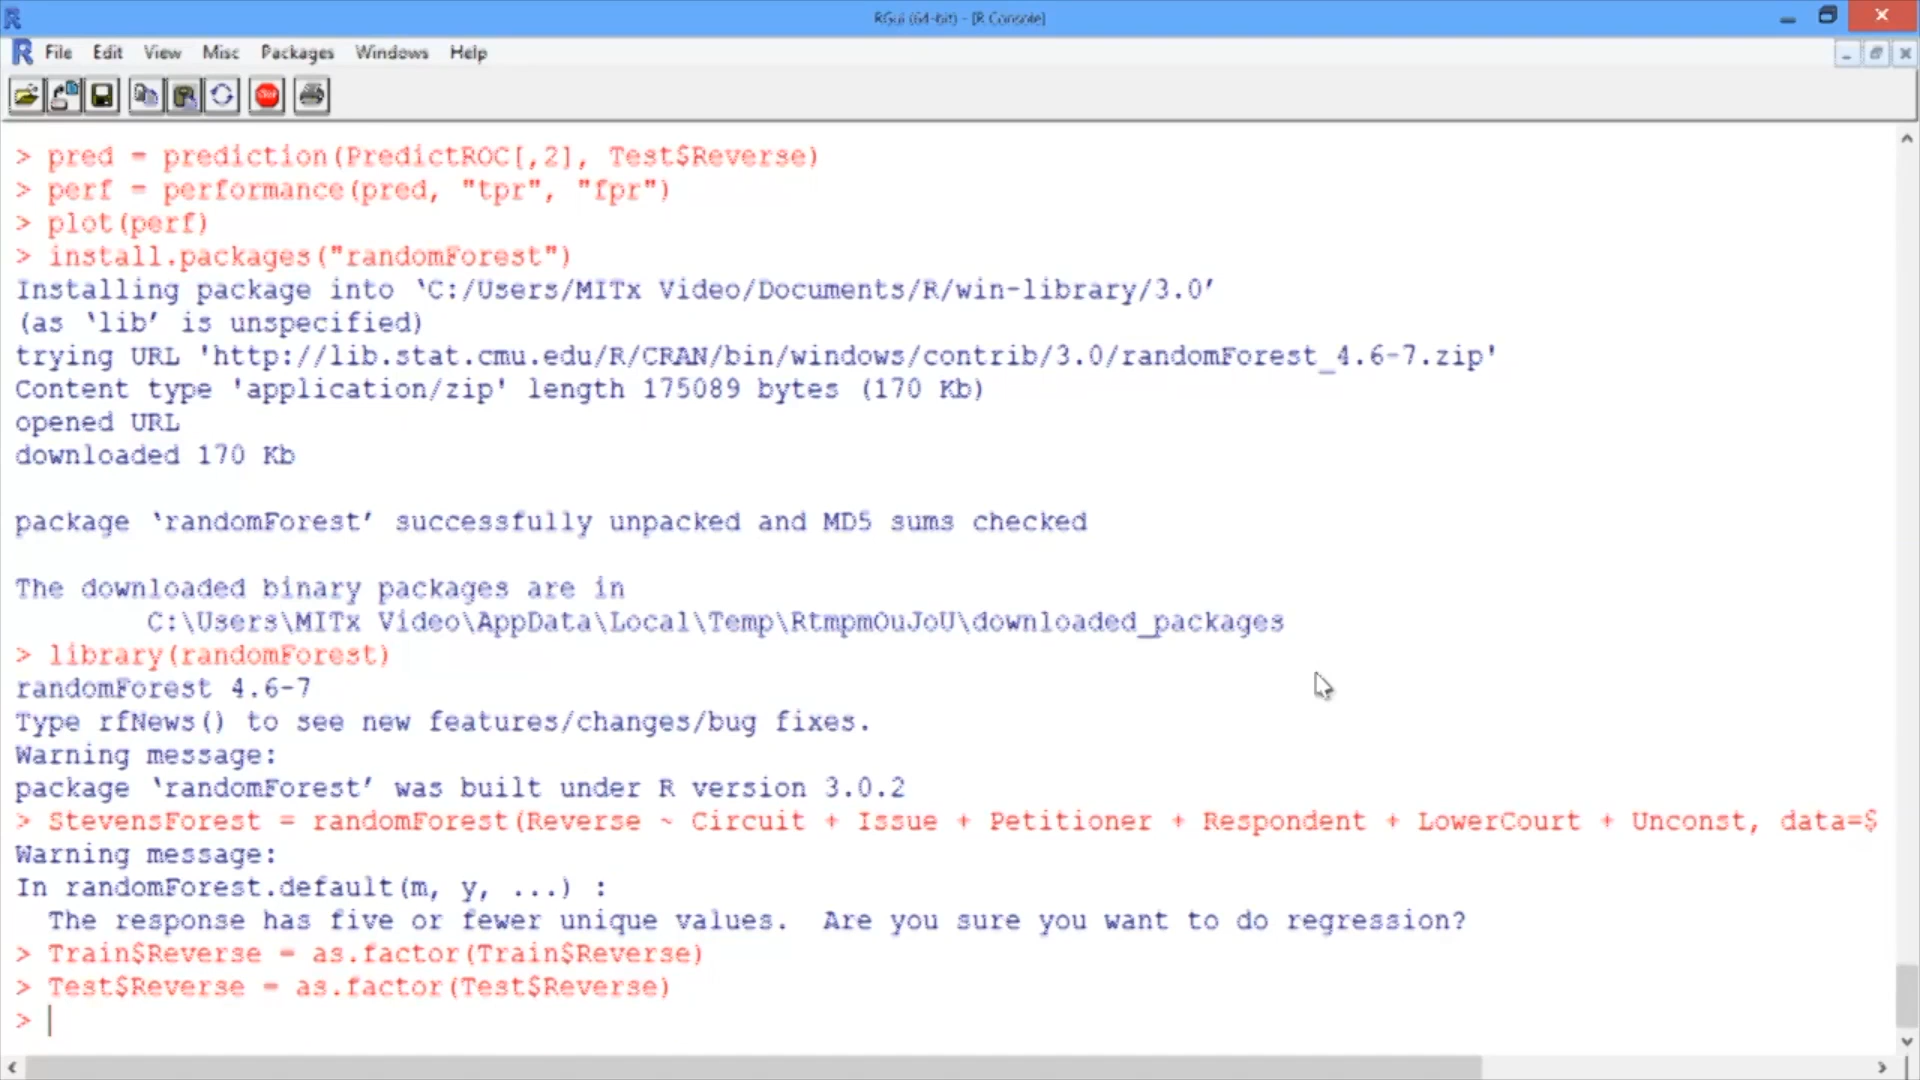 RGui (64-bit) - [R Console]
File Edit View Misc Packages Windows Help
> pred = prediction(PredictROC[,2], Test$Reverse)
> perf = performance(pred, "tpr", "fpr")
> plot(perf)
> install.packages("randomForest")
Installing package into ‘C:/Users/MITx Video/Documents/R/win-library/3.0’
(as ‘lib’ is unspecified)
trying URL 'http://lib.stat.cmu.edu/R/CRAN/bin/windows/contrib/3.0/randomForest_4.6-7.zip'
Content type 'application/zip' length 175089 bytes (170 Kb)
opened URL
downloaded 170 Kb
package ‘randomForest’ successfully unpacked and MD5 sums checked
The downloaded binary packages are in
C:\Users\MITx Video\AppData\Local\Temp\RtmpmOuJoU\downloaded_packages
> library(randomForest)
randomForest 4.6-7
Type rfNews() to see new features/changes/bug fixes.
Warning message:
package ‘randomForest’ was built under R version 3.0.2
> StevensForest = randomForest(Reverse ~ Circuit + Issue + Petitioner + Respondent + LowerCourt + Unconst, data=$
Warning message:
In randomForest.default(m, y, ...) :
The response has five or fewer unique values.  Are you sure you want to do regression?
> Train$Reverse = as.factor(Train$Reverse)
> Test$Reverse = as.factor(Test$Reverse)
>